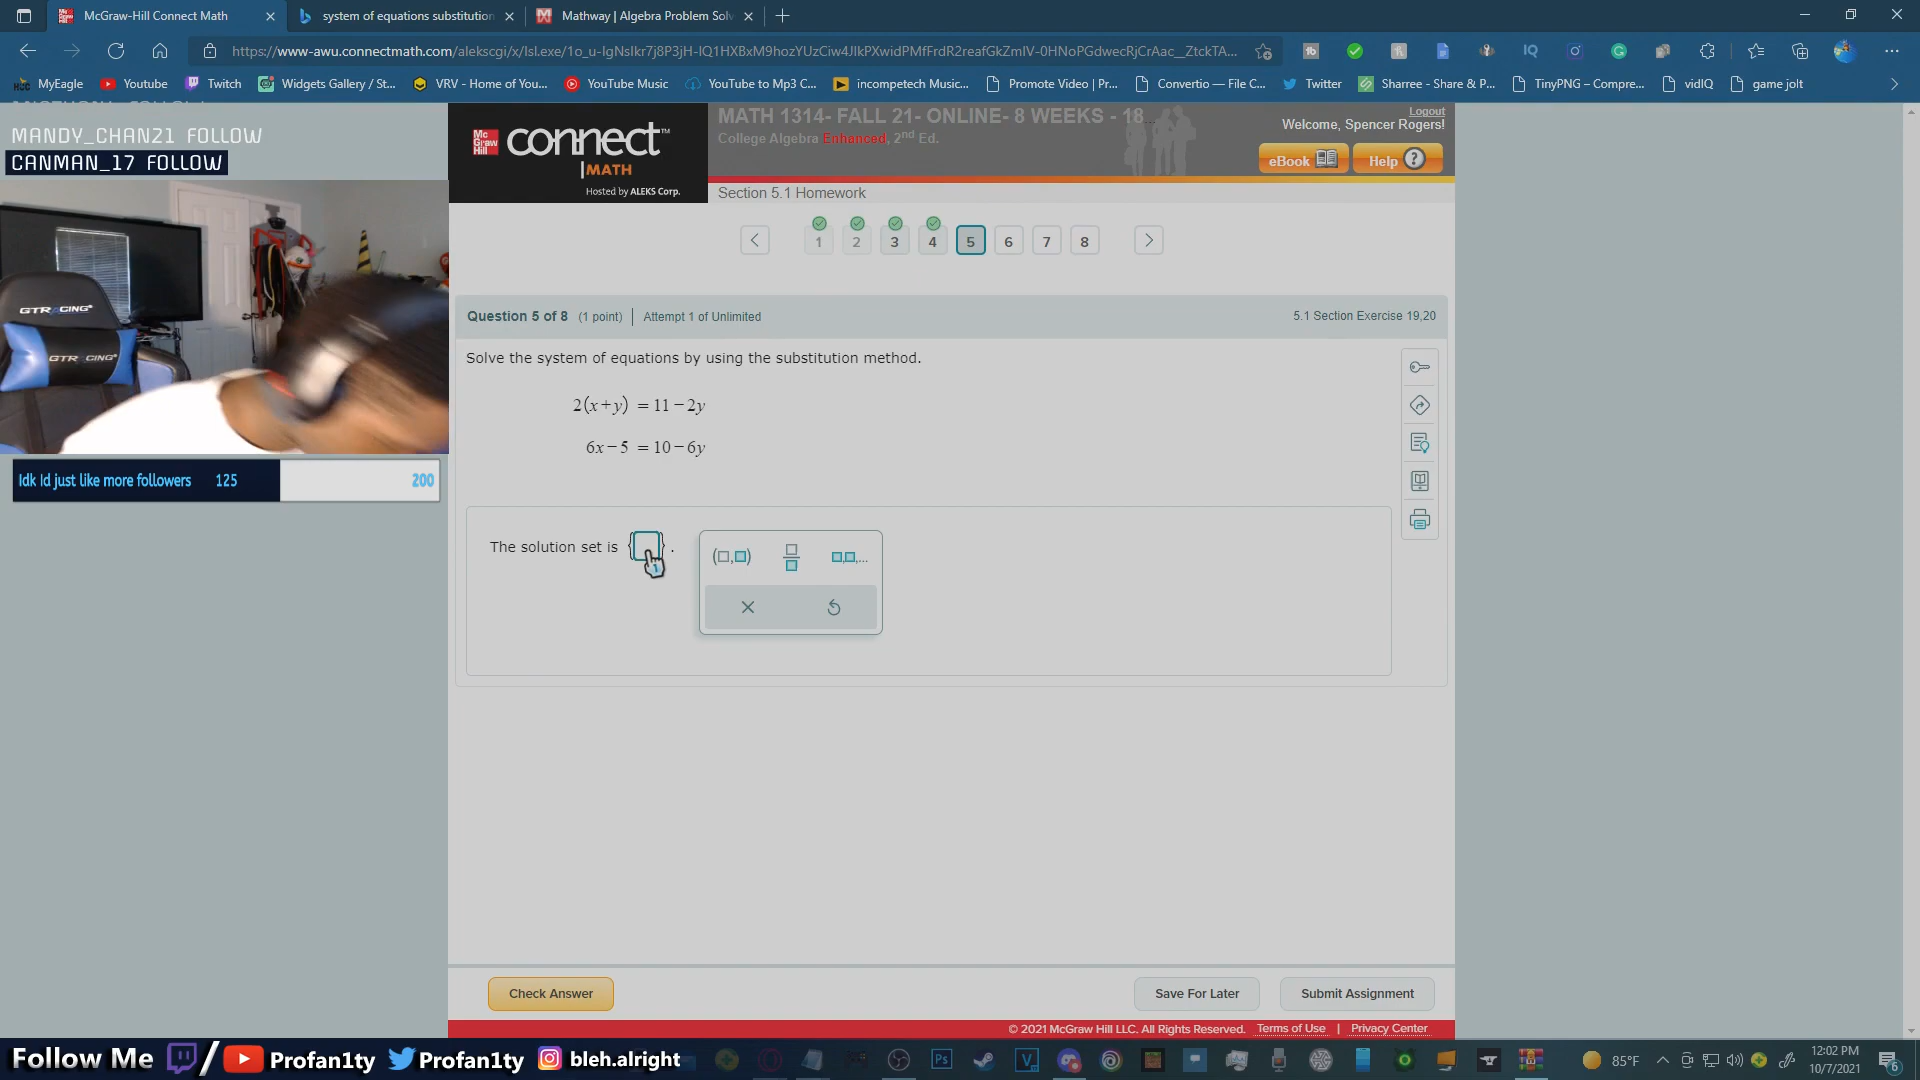 McGraw-Hill Connect Math
system of equations substitution
Mathway | Algebra Problem Solv
https://www-awu.connectmath.com/alekscgi/x/Isl.exe/
MyEagle
Youtube
Twitch
Widgets Gallery / St...
VRV - Home of You...
YouTube Music
YouTube to Mp3 C...
incompetech Music...
Promote Video | Pr...
Convertio — File C...
Twitter
Sharree - Share & P...
TinyPNG – Compre...
vidIQ
game jolt
MANDY_CHAN21 FOLLOW
CANMAN_17 FOLLOW
Mc Graw Hill
connect™
MATH
Hosted by ALEKS Corp.
MATH 1314- FALL 21- ONLINE- 8 WEEKS - 18...
College Algebra Enhanced, 2nd Ed.
Logout
Welcome, Spencer Rogers!
eBook
Help ?
Section 5.1 Homework
1 2 3 4 5 6 7 8
GTRACING
GTRACING
Question 5 of 8 (1 point) | Attempt 1 of Unlimited
5.1 Section Exercise 19,20
Solve the system of equations by using the substitution method.
2(x+y) = 11−2y
6x−5 = 10−6y
Idk Id just like more followers 125 200
The solution set is { }.
(□,□)
□,□,...
Check Answer
Save For Later
Submit Assignment
© 2021 McGraw Hill LLC. All Rights Reserved. Terms of Use | Privacy Center
Follow Me / Profan1ty Profan1ty bleh.alright
85°F
12:02 PM
10/7/2021
6